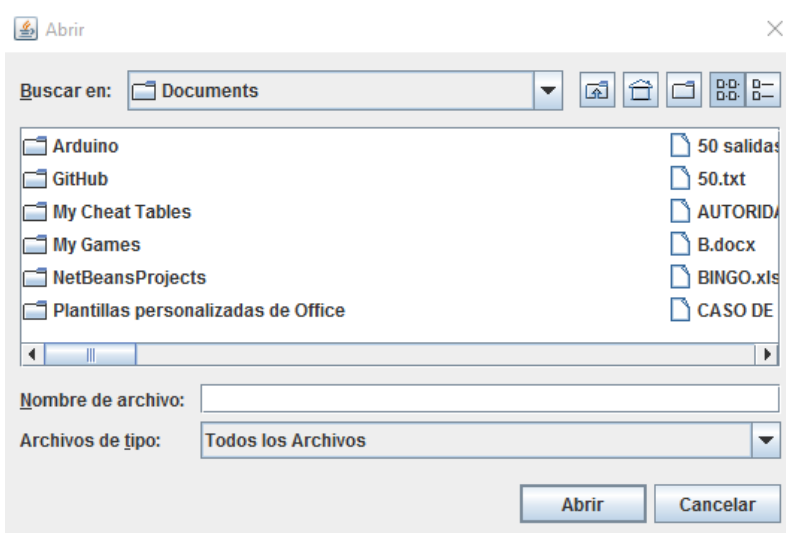 Abrir
Buscar en: Documents
Arduino
GitHub
My Cheat Tables
My Games
NetBeansProjects
Plantillas personalizadas de Office
50 salidas
50.txt
AUTORIDA
B.docx
BINGO.xls
CASO DE
Nombre de archivo:
Archivos de tipo: Todos los Archivos
Abrir Cancelar